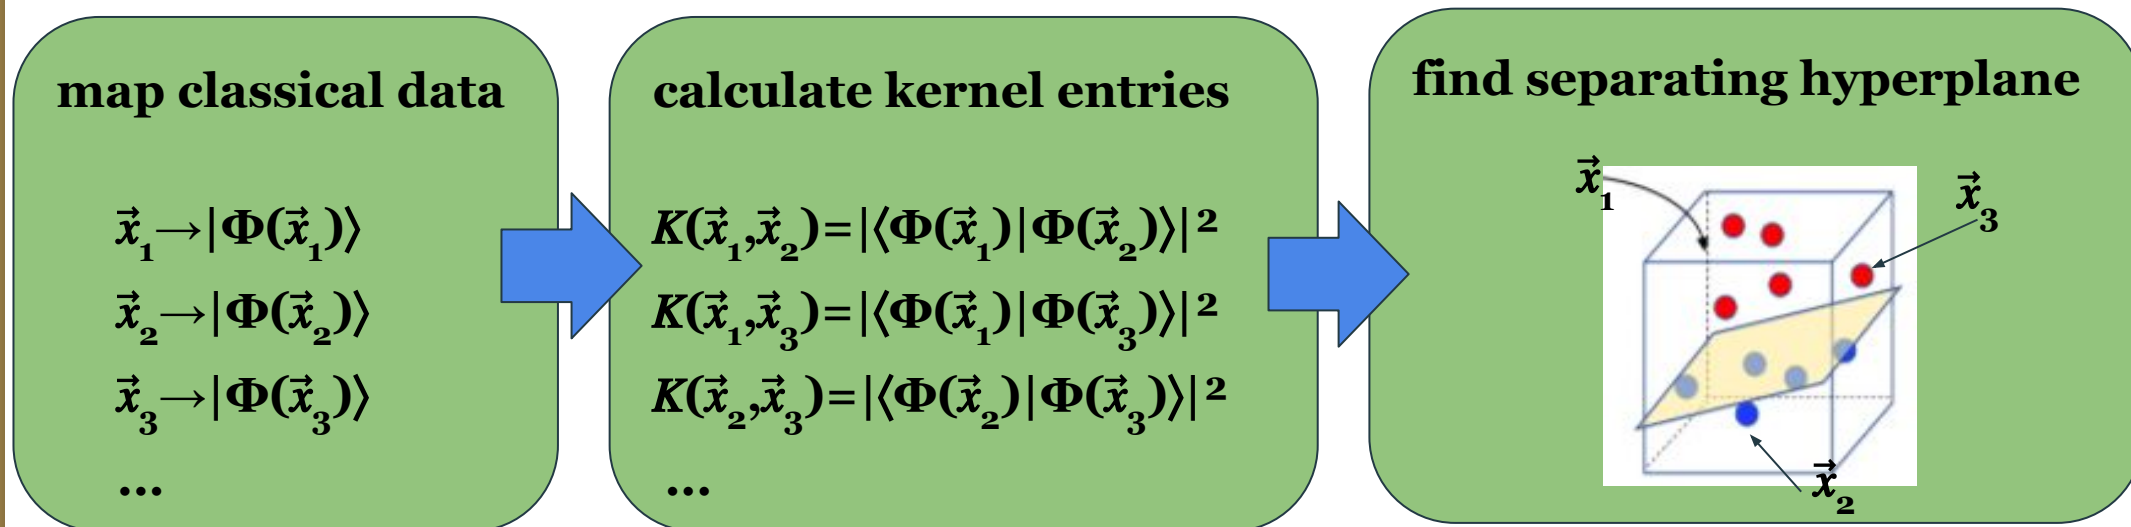 map classical data
x⃗₁→|Φ(x⃗₁)⟩
x⃗₂→|Φ(x⃗₂)⟩
x⃗₃→|Φ(x⃗₃)⟩
...
calculate kernel entries
K(x⃗₁,x⃗₂)=|⟨Φ(x⃗₁)|Φ(x⃗₂)⟩|²
K(x⃗₁,x⃗₃)=|⟨Φ(x⃗₁)|Φ(x⃗₃)⟩|²
K(x⃗₂,x⃗₃)=|⟨Φ(x⃗₂)|Φ(x⃗₃)⟩|²
...
find separating hyperplane
x⃗₁
x⃗₃
x⃗₂